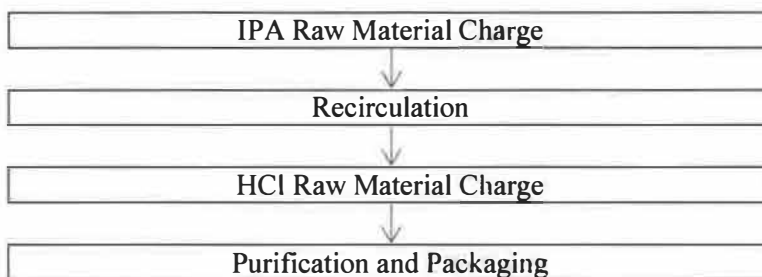 IPA Raw Material Charge
Recirculation
HCl Raw Material Charge
Purification and Packaging